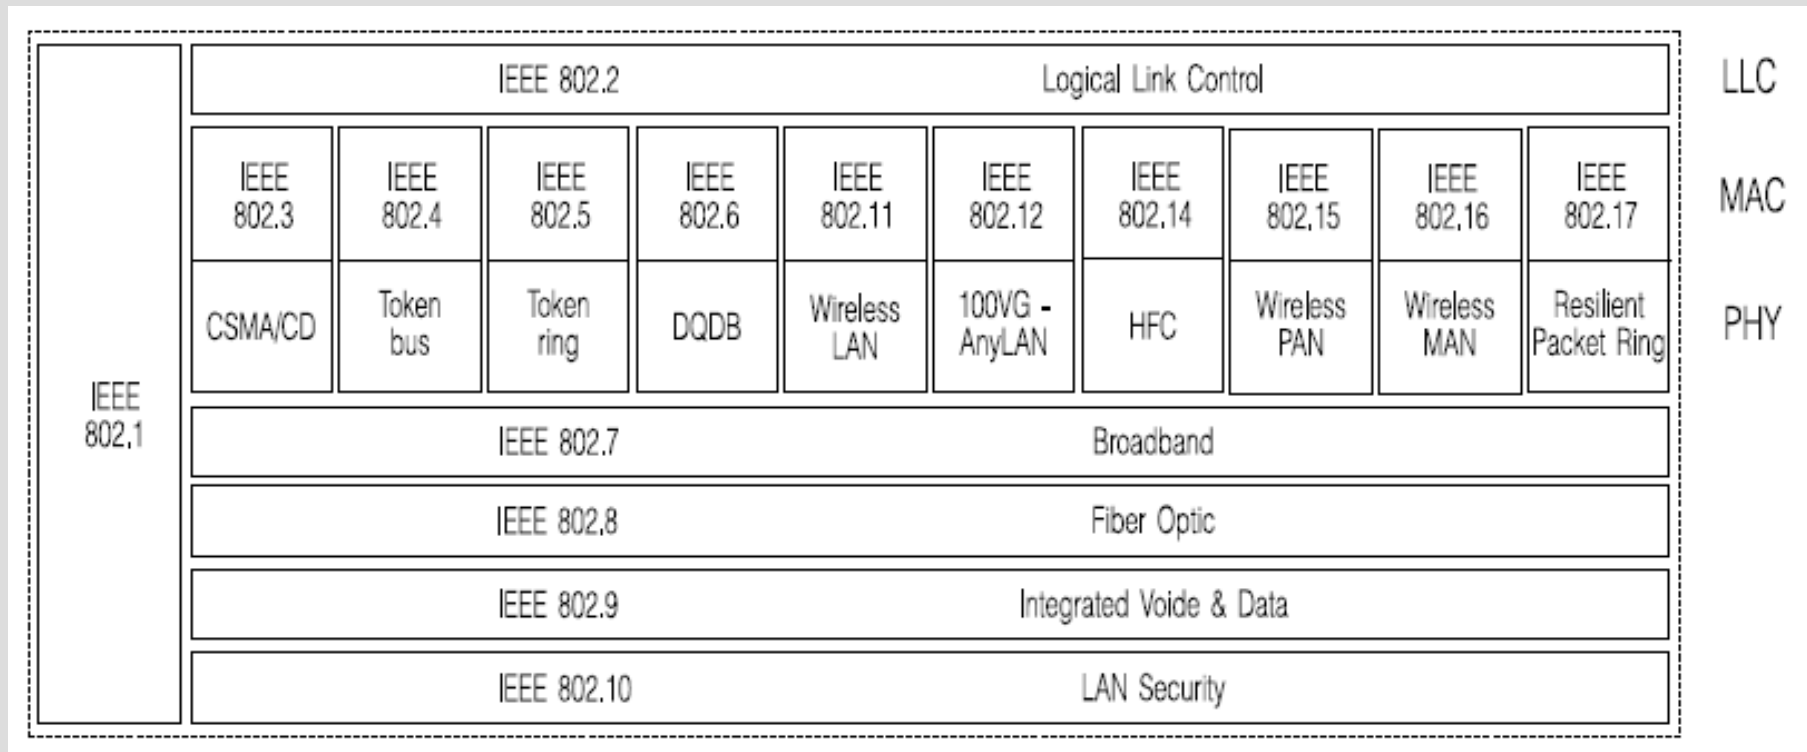 IEEE
802.1
IEEE 802.2 Logical Link Control
LLC
IEEE
802.3
IEEE
802.4
IEEE
802.5
IEEE
802.6
IEEE
802.11
IEEE
802.12
IEEE
802.14
IEEE
802.15
IEEE
802.16
IEEE
802.17
MAC
CSMA/CD
Token
bus
Token
ring
DQDB
Wireless
LAN
100VG -
AnyLAN
HFC
Wireless
PAN
Wireless
MAN
Resilient
Packet Ring
PHY
IEEE 802.7 Broadband
IEEE 802.8 Fiber Optic
IEEE 802.9 Integrated Voide & Data
IEEE 802.10 LAN Security